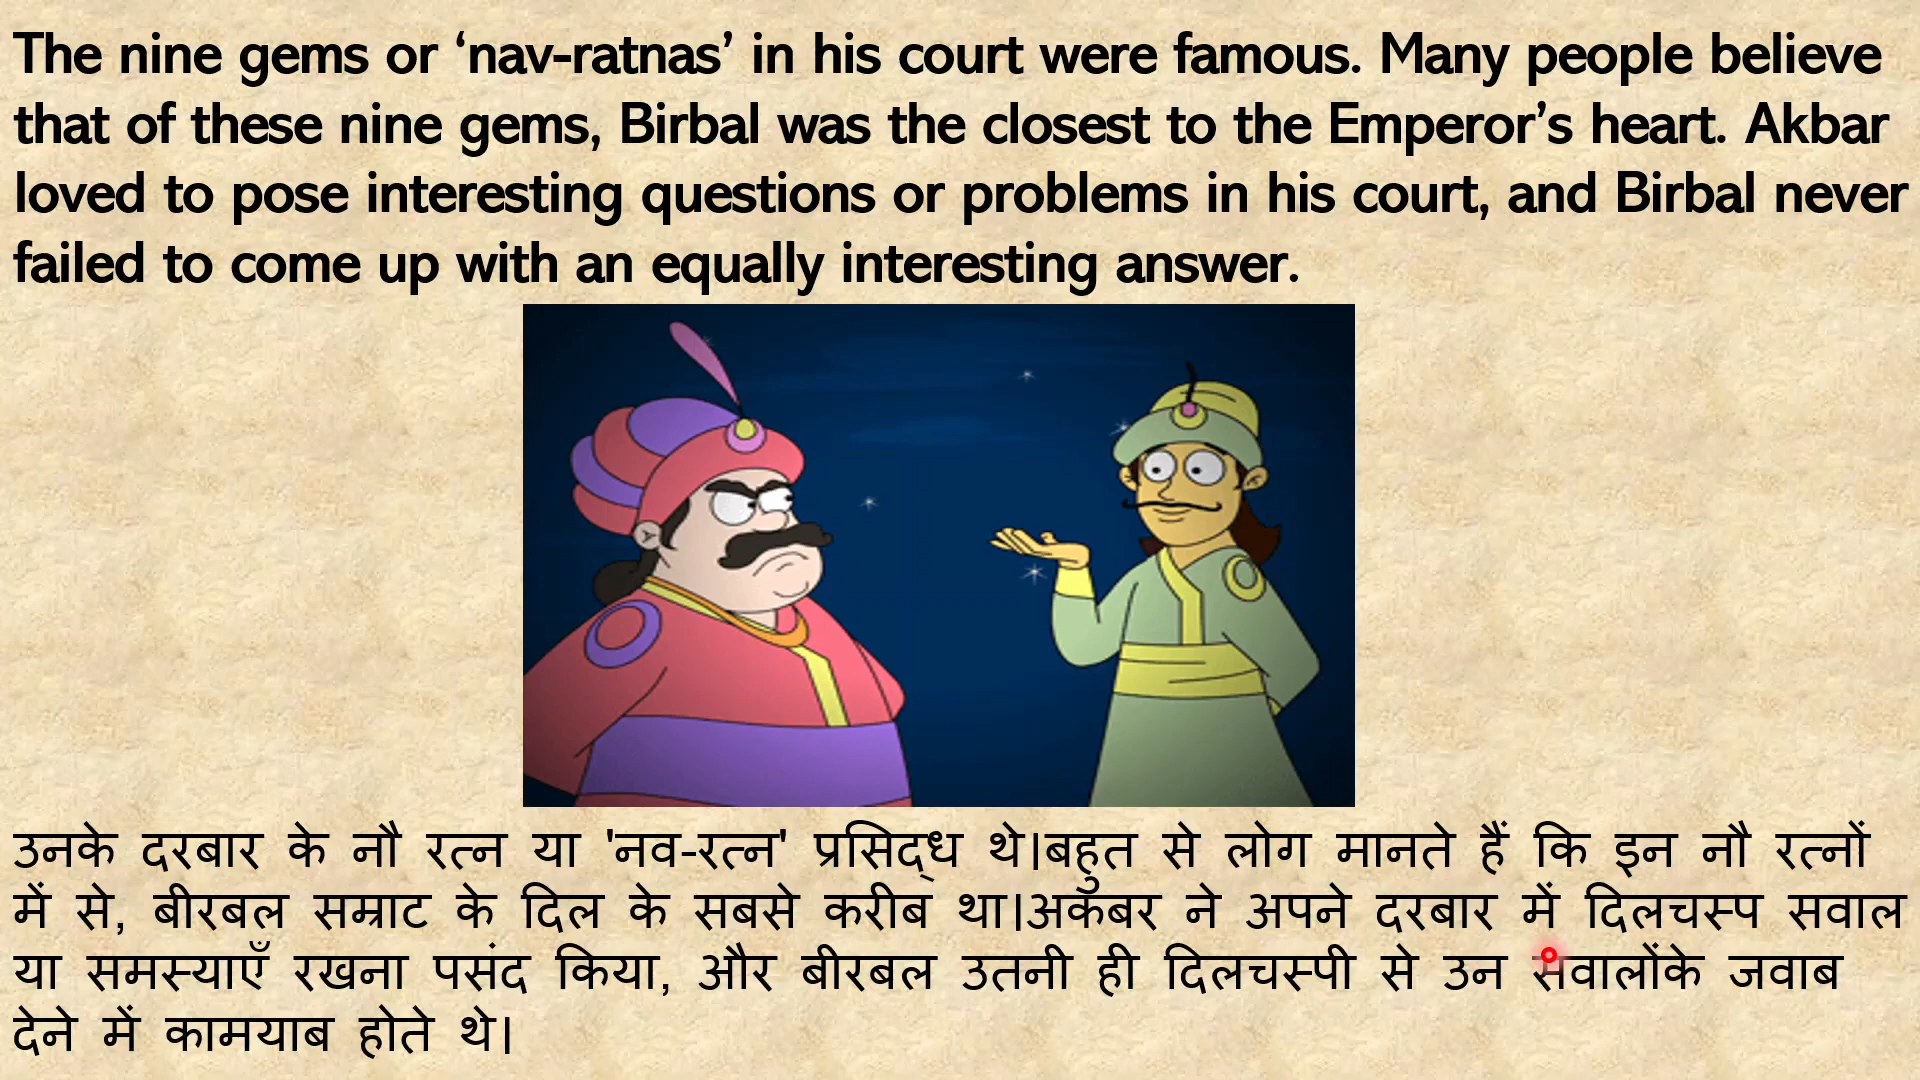 The nine gems or ‘nav-ratnas’ in his court were famous. Many people believe
that of these nine gems, Birbal was the closest to the Emperor’s heart. Akbar
loved to pose interesting questions or problems in his court, and Birbal never
failed to come up with an equally interesting answer.
उनके दरबार के नौ रत्न या 'नव-रत्न' प्रसिद्ध थे।बहुत से लोग मानते हैं कि इन नौ रत्नों
में से, बीरबल सम्राट के दिल के सबसे करीब था।अकबर ने अपने दरबार में दिलचस्प सवाल
या समस्याएँ रखना पसंद किया, और बीरबल उतनी ही दिलचस्पी से उन सवालोंके जवाब
देने में कामयाब होते थे।